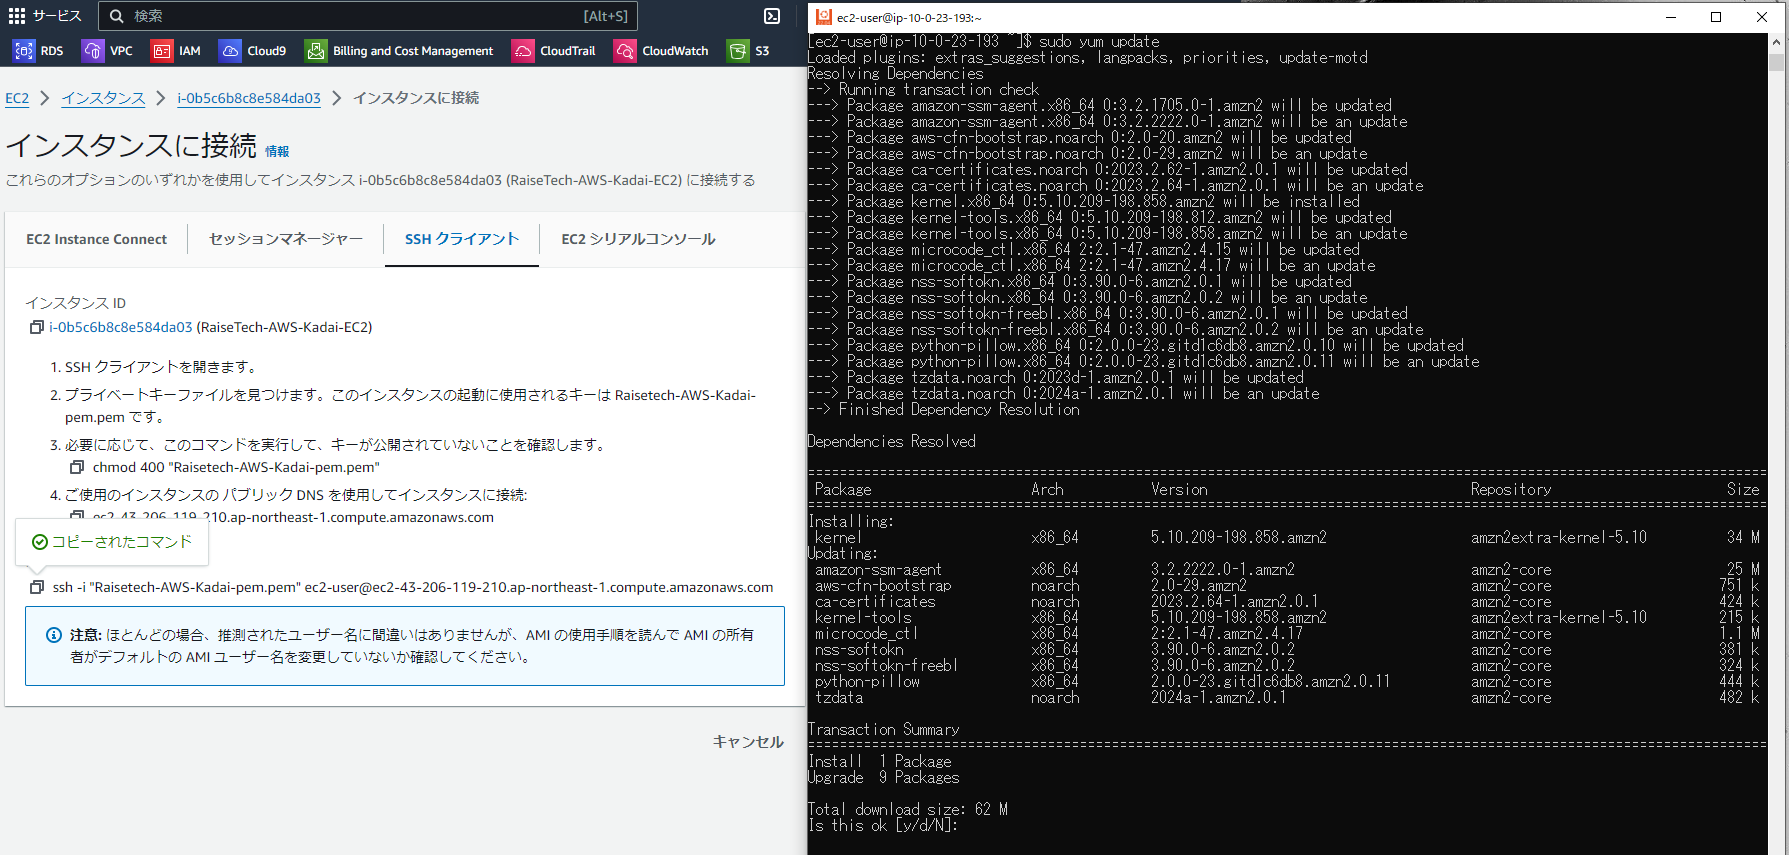 サービス
検索
[Alt+S]
RDS
VPC
IAM
Cloud9
Billing and Cost Management
CloudTrail
CloudWatch
S3
EC2 > インスタンス > i-0b5c6b8c8e584da03 > インスタンスに接続
インスタンスに接続 情報
これらのオプションのいずれかを使用してインスタンス i-0b5c6b8c8e584da03 (RaiseTech-AWS-Kadai-EC2) に接続する
EC2 Instance Connect
セッションマネージャー
SSH クライアント
EC2 シリアルコンソール
インスタンス ID
i-0b5c6b8c8e584da03 (RaiseTech-AWS-Kadai-EC2)
1. SSH クライアントを開きます。
2. プライベートキーファイルを見つけます。このインスタンスの起動に使用されるキーは Raisetech-AWS-Kadai-
pem.pem です。
3. 必要に応じて、このコマンドを実行して、キーが公開されていないことを確認します。
chmod 400 "Raisetech-AWS-Kadai-pem.pem"
4. ご使用のインスタンスの パブリック DNS を使用してインスタンスに接続:
ec2-43-206-119-210.ap-northeast-1.compute.amazonaws.com
コピーされたコマンド
ssh -i "Raisetech-AWS-Kadai-pem.pem" ec2-user@ec2-43-206-119-210.ap-northeast-1.compute.amazonaws.com
注意: ほとんどの場合、推測されたユーザー名に間違いはありませんが、AMI の使用手順を読んで AMI の所有
者がデフォルトの AMI ユーザー名を変更していないか確認してください。
キャンセル
ec2-user@ip-10-0-23-193:~
[ec2-user@ip-10-0-23-193 ~]$ sudo yum update
Loaded plugins: extras_suggestions, langpacks, priorities, update-motd
Resolving Dependencies
--> Running transaction check
---> Package amazon-ssm-agent.x86_64 0:3.2.1705.0-1.amzn2 will be updated
---> Package amazon-ssm-agent.x86_64 0:3.2.2222.0-1.amzn2 will be an update
---> Package aws-cfn-bootstrap.noarch 0:2.0-20.amzn2 will be updated
---> Package aws-cfn-bootstrap.noarch 0:2.0-29.amzn2 will be an update
---> Package ca-certificates.noarch 0:2023.2.62-1.amzn2.0.1 will be updated
---> Package ca-certificates.noarch 0:2023.2.64-1.amzn2.0.1 will be an update
---> Package kernel.x86_64 0:5.10.209-198.858.amzn2 will be installed
---> Package kernel-tools.x86_64 0:5.10.209-198.812.amzn2 will be updated
---> Package kernel-tools.x86_64 0:5.10.209-198.858.amzn2 will be an update
---> Package microcode_ctl.x86_64 2:2.1-47.amzn2.4.15 will be updated
---> Package microcode_ctl.x86_64 2:2.1-47.amzn2.4.17 will be an update
---> Package nss-softokn.x86_64 0:3.90.0-6.amzn2.0.1 will be updated
---> Package nss-softokn.x86_64 0:3.90.0-6.amzn2.0.2 will be an update
---> Package nss-softokn-freebl.x86_64 0:3.90.0-6.amzn2.0.1 will be updated
---> Package nss-softokn-freebl.x86_64 0:3.90.0-6.amzn2.0.2 will be an update
---> Package python-pillow.x86_64 0:2.0.0-23.gitd1c6db8.amzn2.0.10 will be updated
---> Package python-pillow.x86_64 0:2.0.0-23.gitd1c6db8.amzn2.0.11 will be an update
---> Package tzdata.noarch 0:2023d-1.amzn2.0.1 will be updated
---> Package tzdata.noarch 0:2024a-1.amzn2.0.1 will be an update
--> Finished Dependency Resolution
Dependencies Resolved
Package Arch Version Repository Size
Installing:
kernel x86_64 5.10.209-198.858.amzn2 amzn2extra-kernel-5.10 34 M
Updating:
amazon-ssm-agent x86_64 3.2.2222.0-1.amzn2 amzn2-core 25 M
aws-cfn-bootstrap noarch 2.0-29.amzn2 amzn2-core 751 k
ca-certificates noarch 2023.2.64-1.amzn2.0.1 amzn2-core 424 k
kernel-tools x86_64 5.10.209-198.858.amzn2 amzn2extra-kernel-5.10 215 k
microcode_ctl x86_64 2:2.1-47.amzn2.4.17 amzn2-core 1.1 M
nss-softokn x86_64 3.90.0-6.amzn2.0.2 amzn2-core 381 k
nss-softokn-freebl x86_64 3.90.0-6.amzn2.0.2 amzn2-core 324 k
python-pillow x86_64 2.0.0-23.gitd1c6db8.amzn2.0.11 amzn2-core 444 k
tzdata noarch 2024a-1.amzn2.0.1 amzn2-core 482 k
Transaction Summary
Install 1 Package
Upgrade 9 Packages
Total download size: 62 M
Is this ok [y/d/N]: